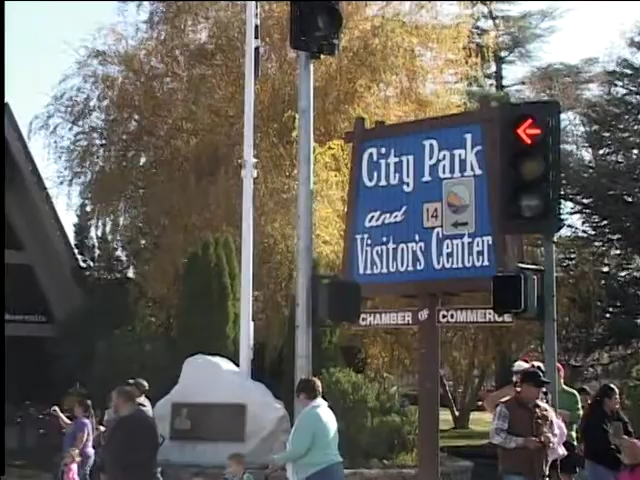 City Park
and
14
Visitor's Center
CHAMBER OF COMMERCE